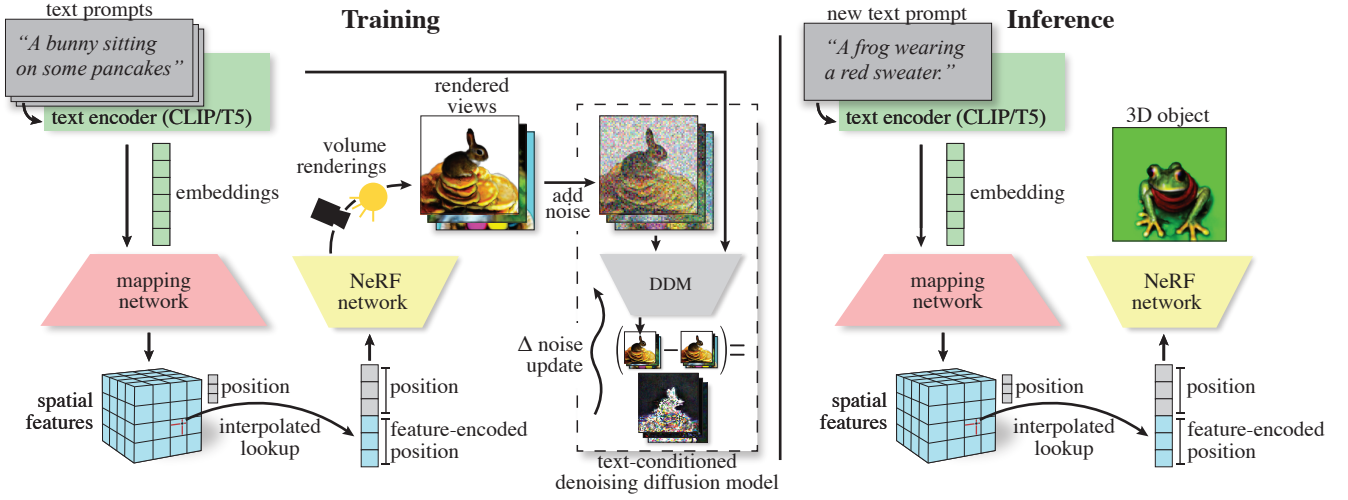 text prompts
Training
"A bunny sitting
on some pancakes"
text encoder (CLIP/T5)
embeddings
mapping
network
spatial
features
position
interpolated
lookup
volume
renderings
NeRF
network
position
feature-encoded
position
rendered
views
add
noise
DDM
Δ noise
update
( − ) =
text-conditioned
denoising diffusion model
new text prompt
Inference
"A frog wearing
a red sweater."
text encoder (CLIP/T5)
embedding
mapping
network
spatial
features
position
interpolated
lookup
3D object
NeRF
network
position
feature-encoded
position